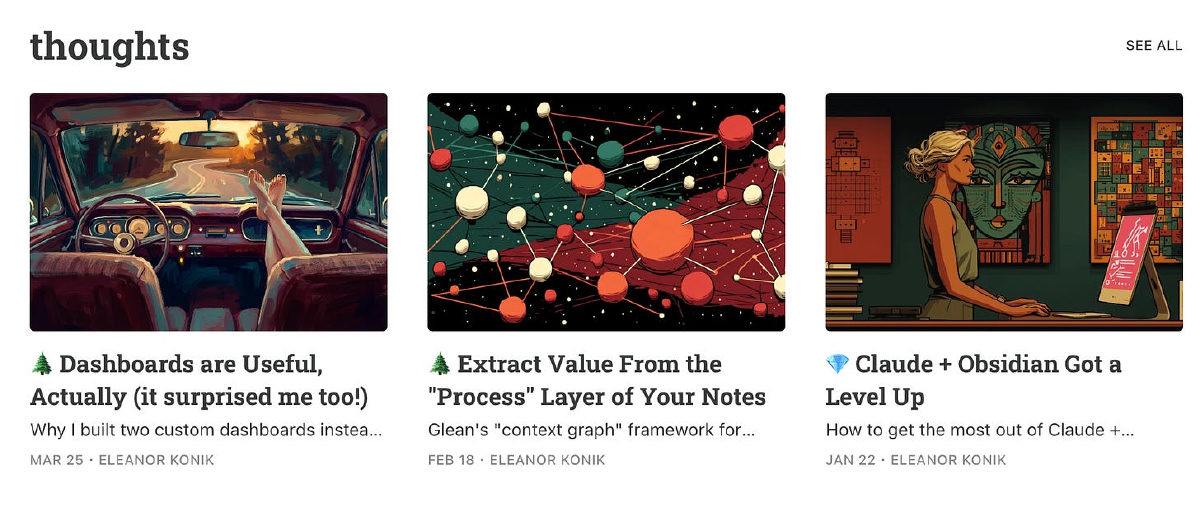 thoughts
SEE ALL
🌲 Dashboards are Useful,
Actually (it surprised me too!)
Why I built two custom dashboards instea...
MAR 25 · ELEANOR KONIK
🌲 Extract Value From the
"Process" Layer of Your Notes
Glean's "context graph" framework for...
FEB 18 · ELEANOR KONIK
💎 Claude + Obsidian Got a
Level Up
How to get the most out of Claude +...
JAN 22 · ELEANOR KONIK